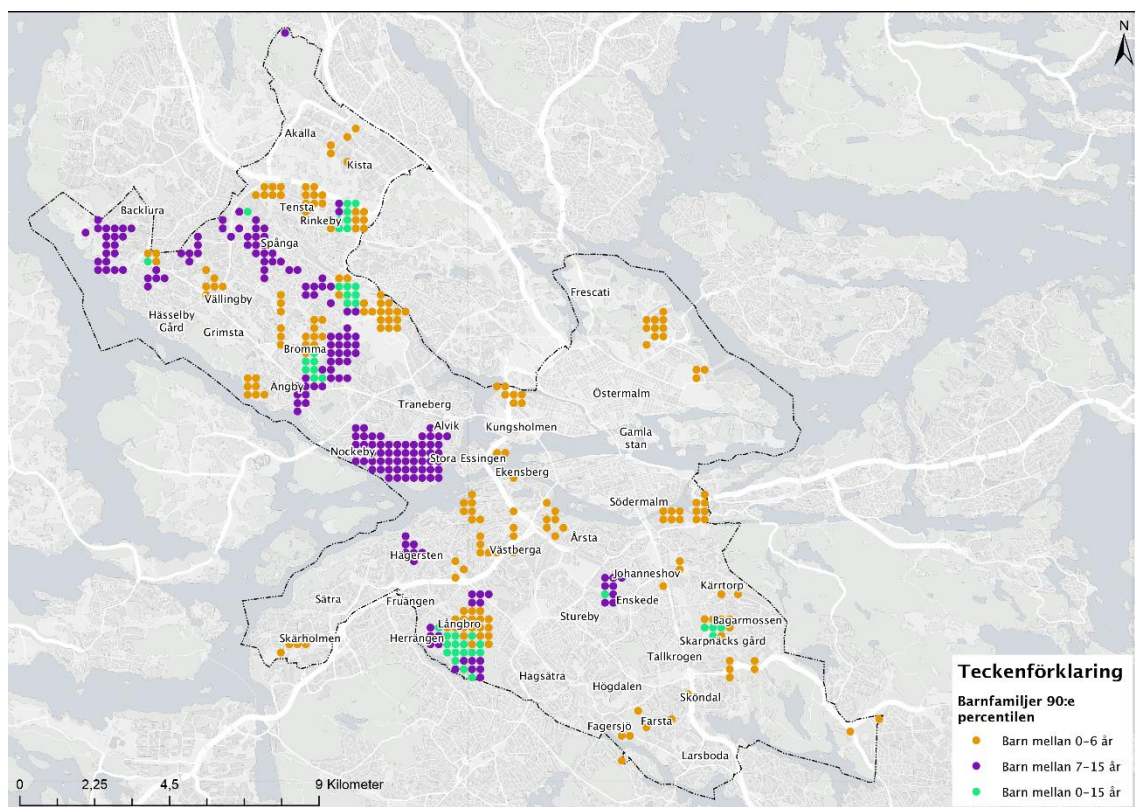 N
Akalla
Kista
Tensta
Rinkeby
Backlura
Spånga
Vällingby
Hässelby
Gård
Grimsta
Bromma
Ängby
Traneberg
Alvik
Nockeby
Stora Essingen
Frescati
Östermalm
Kungsholmen
Gamla
stan
Ekensberg
Södermalm
Årsta
Västberga
Hägersten
Johanneshov
Enskede
Kärrtorp
Bagarmossen
Skarpnäcks gård
Sätra
Fruängen
Stureby
Långbro
Herrängen
Skärholmen
Tallkrogen
Hagsätra
Högdalen
Sköndal
Fagersjö
Farsta
Larsboda
Teckenförklaring
Barnfamiljer 90:e
percentilen
Barn mellan 0–6 år
Barn mellan 7–15 år
Barn mellan 0–15 år
0 2,25 4,5 9 Kilometer